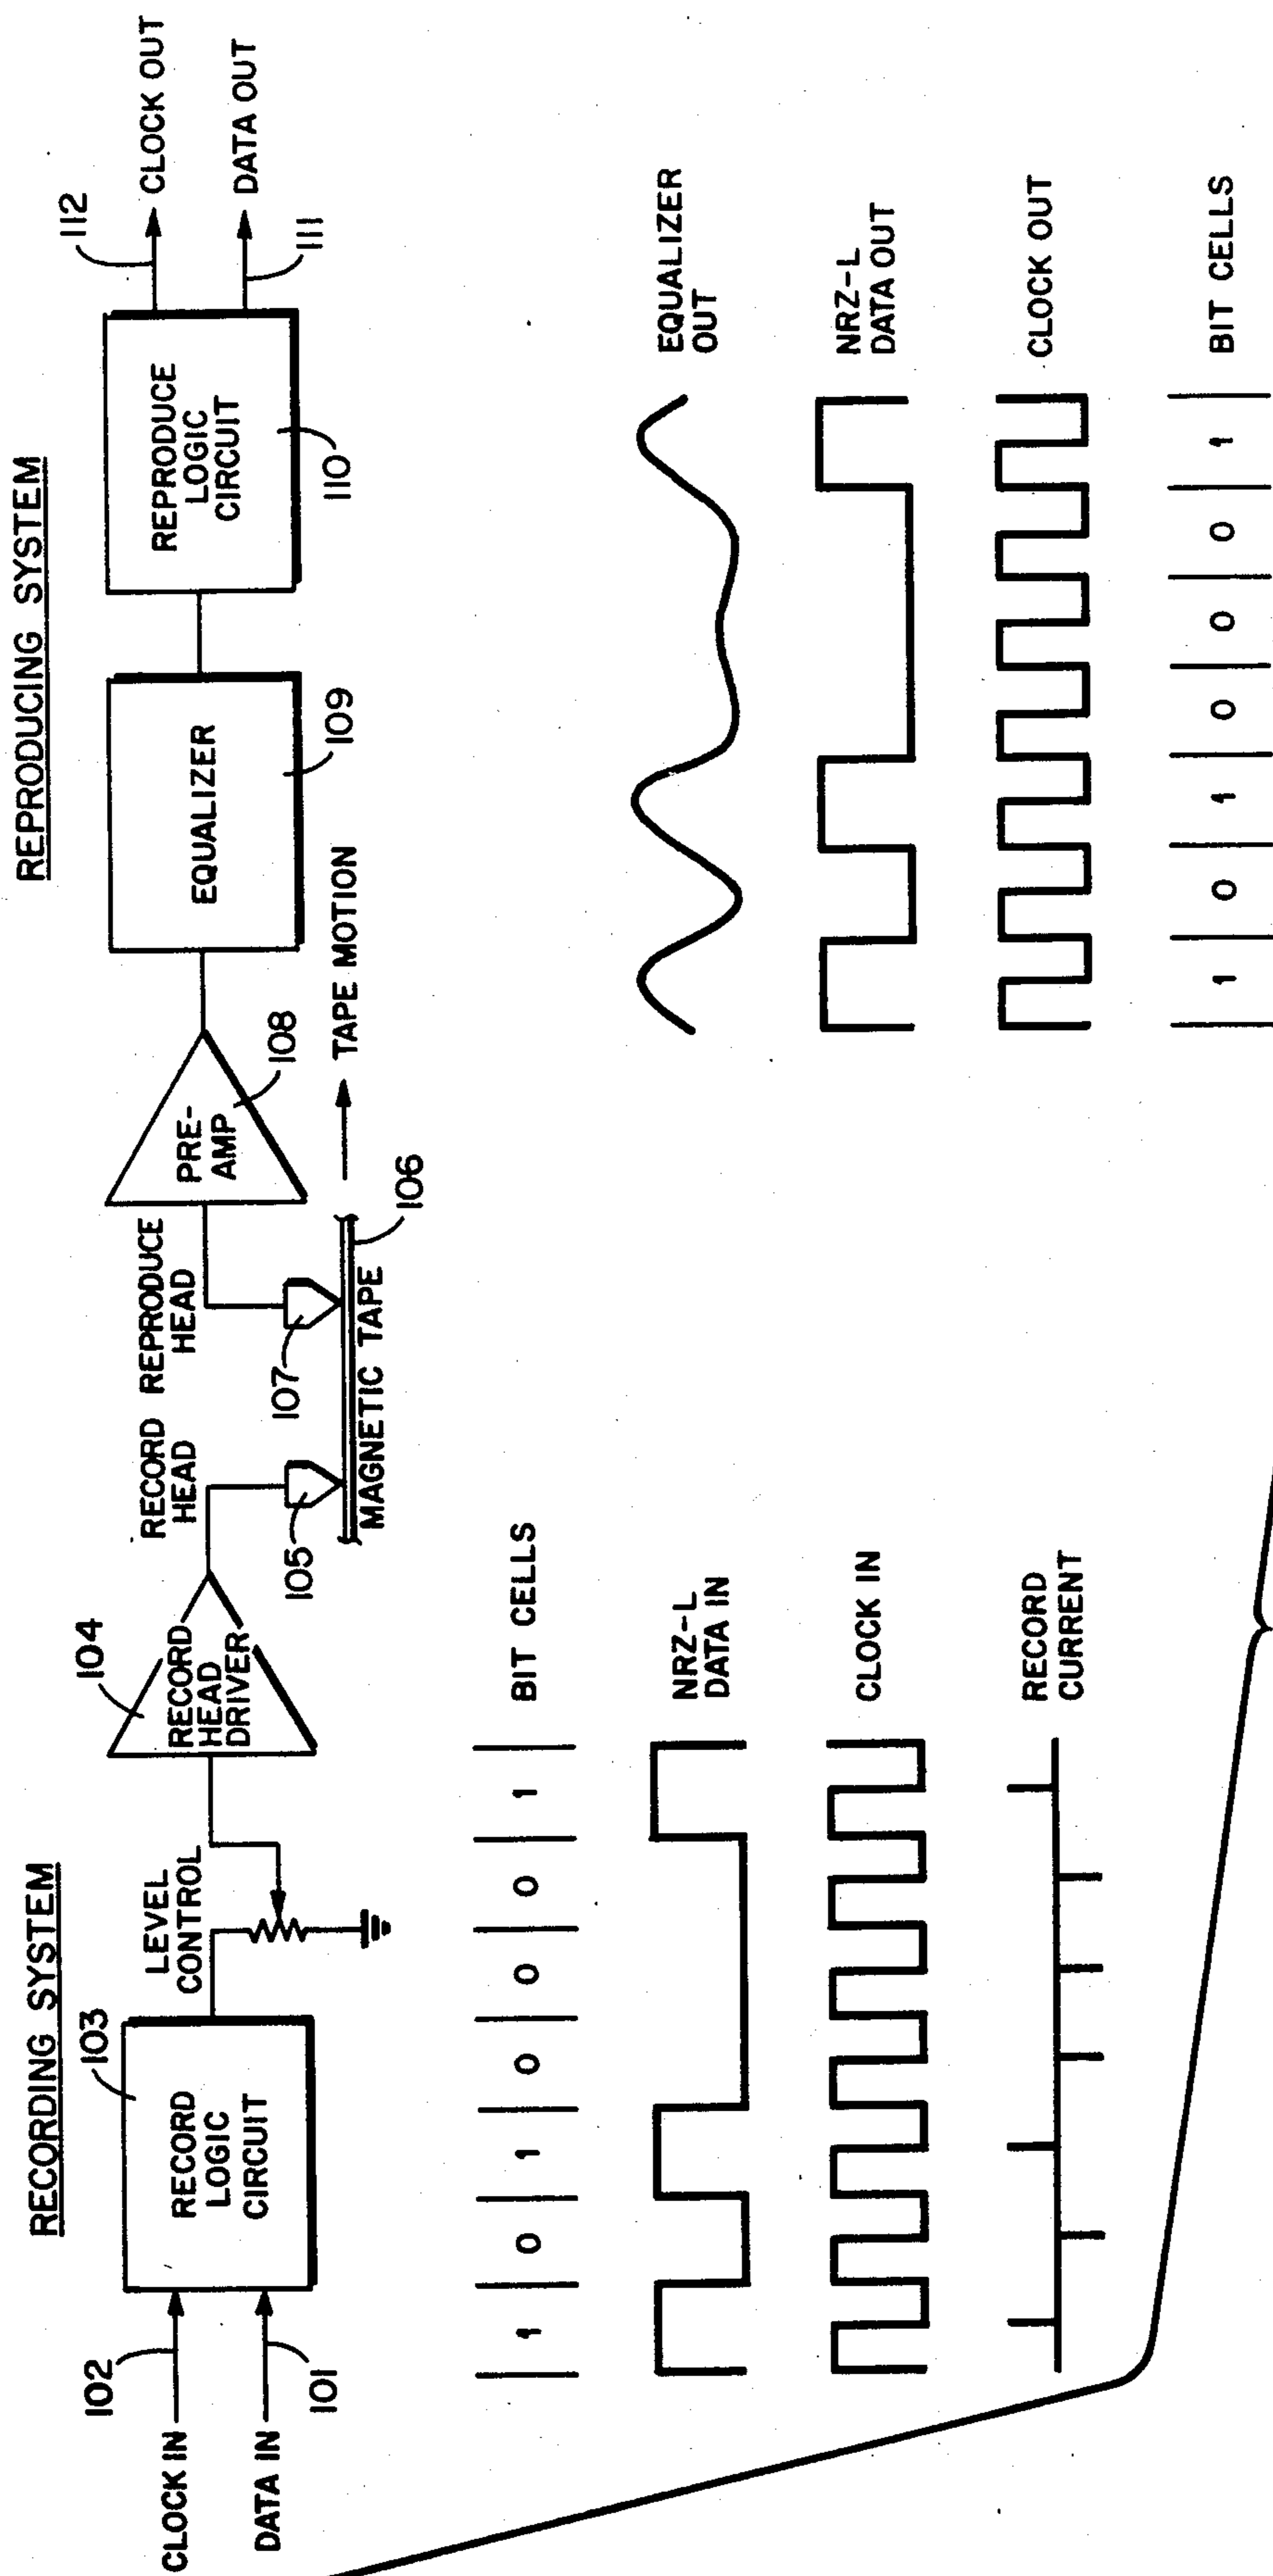 RECORDING SYSTEM
REPRODUCING SYSTEM
CLOCK IN
102
DATA IN
101
103
RECORD
LOGIC
CIRCUIT
LEVEL
CONTROL
104
RECORD
HEAD
DRIVER
RECORD
HEAD
105
REPRODUCE
HEAD
107
106
MAGNETIC TAPE
TAPE MOTION
PRE-
AMP
108
EQUALIZER
109
REPRODUCE
LOGIC
CIRCUIT
110
112
CLOCK OUT
DATA OUT
111
1 0 1 0 0 0 1
BIT CELLS
NRZ-L
DATA IN
CLOCK IN
RECORD
CURRENT
EQUALIZER
OUT
NRZ-L
DATA OUT
CLOCK OUT
1 0 1 0 0 0 1
BIT CELLS